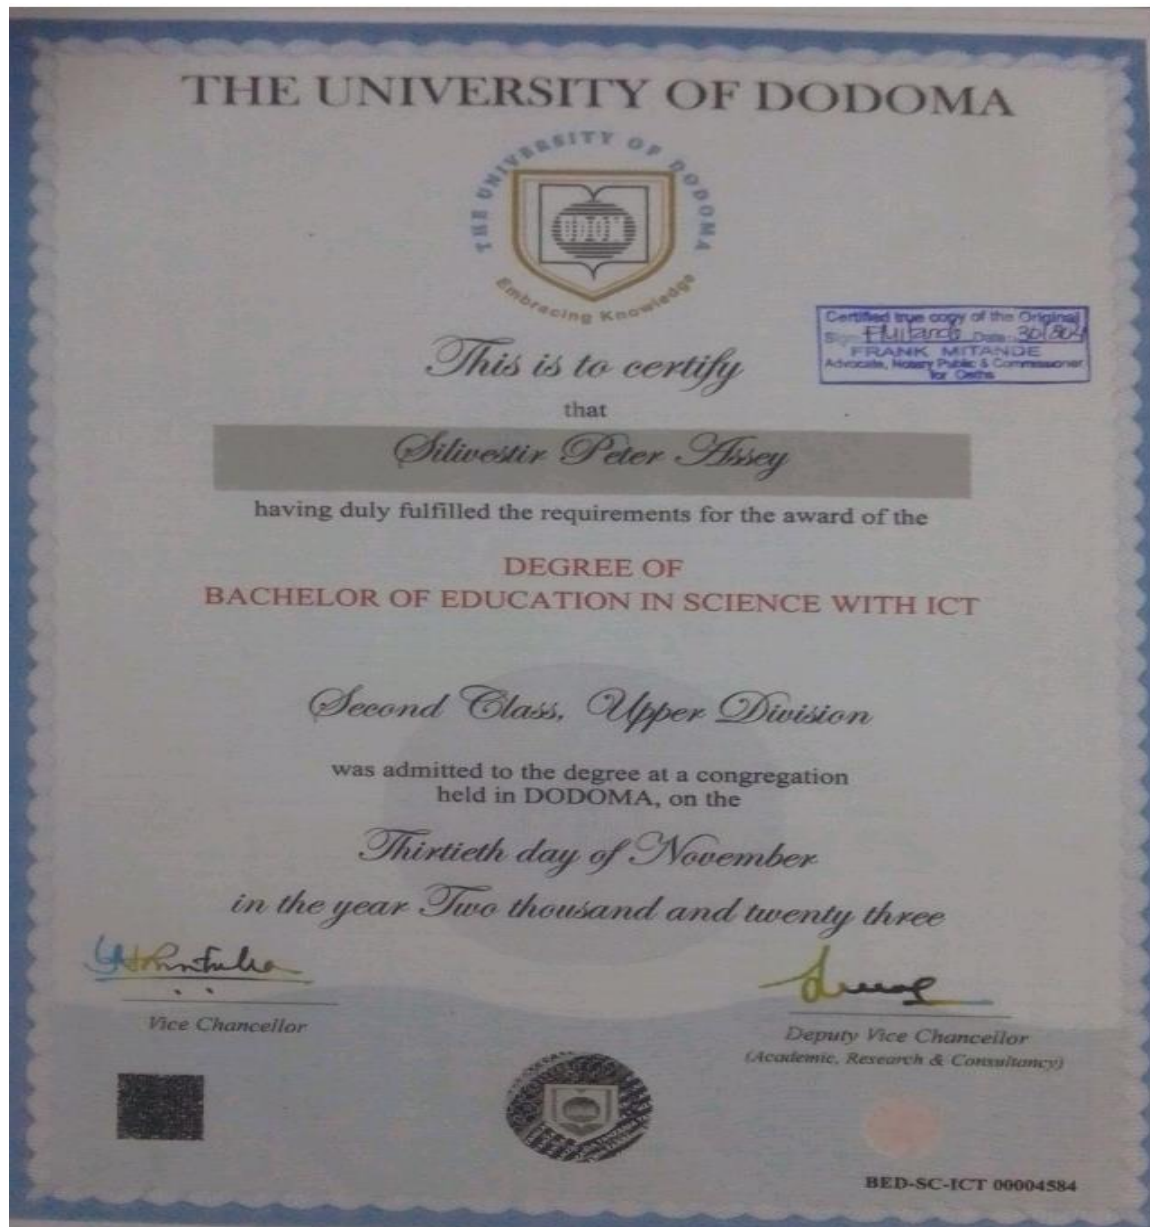 THE UNIVERSITY OF DODOMA
THE UNIVERSITY OF DODOMA
UDOM
Embracing Knowledge
Certified true copy of the Original
Sign: Date: 30/8
FRANK MITANDE
Advocate, Notary Public & Commissioner
for Oaths
This is to certify
that
Silivestir Peter Assey
having duly fulfilled the requirements for the award of the
DEGREE OF
BACHELOR OF EDUCATION IN SCIENCE WITH ICT
Second Class, Upper Division
was admitted to the degree at a congregation
held in DODOMA, on the
Thirtieth day of November
in the year Two thousand and twenty three
Vice Chancellor
Deputy Vice Chancellor
(Academic, Research & Consultancy)
BED-SC-ICT 00004584